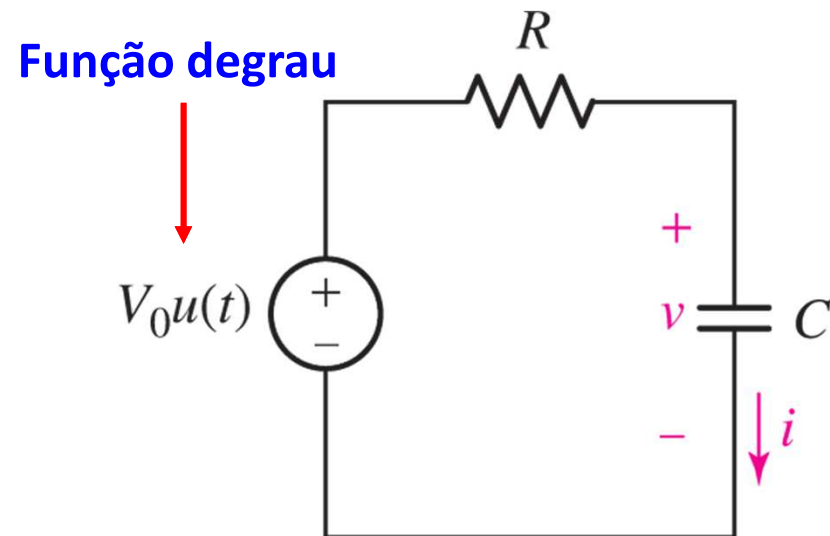 Função degrau
R
+
V₀u(t)
+
−
v
C
−
i